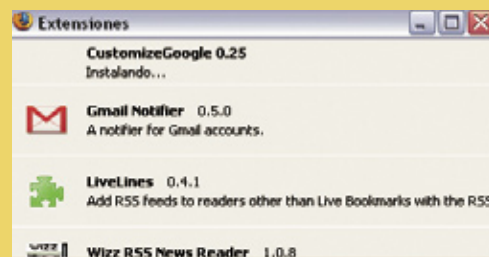 Extensiones
CustomizeGoogle 0.25
Instalando...
Gmail Notifier 0.5.0
A notifier for Gmail accounts.
LiveLines 0.4.1
Add RSS feeds to readers other than Live Bookmarks with the RSS
WIZZ
Wizz RSS News Reader 1.0.8